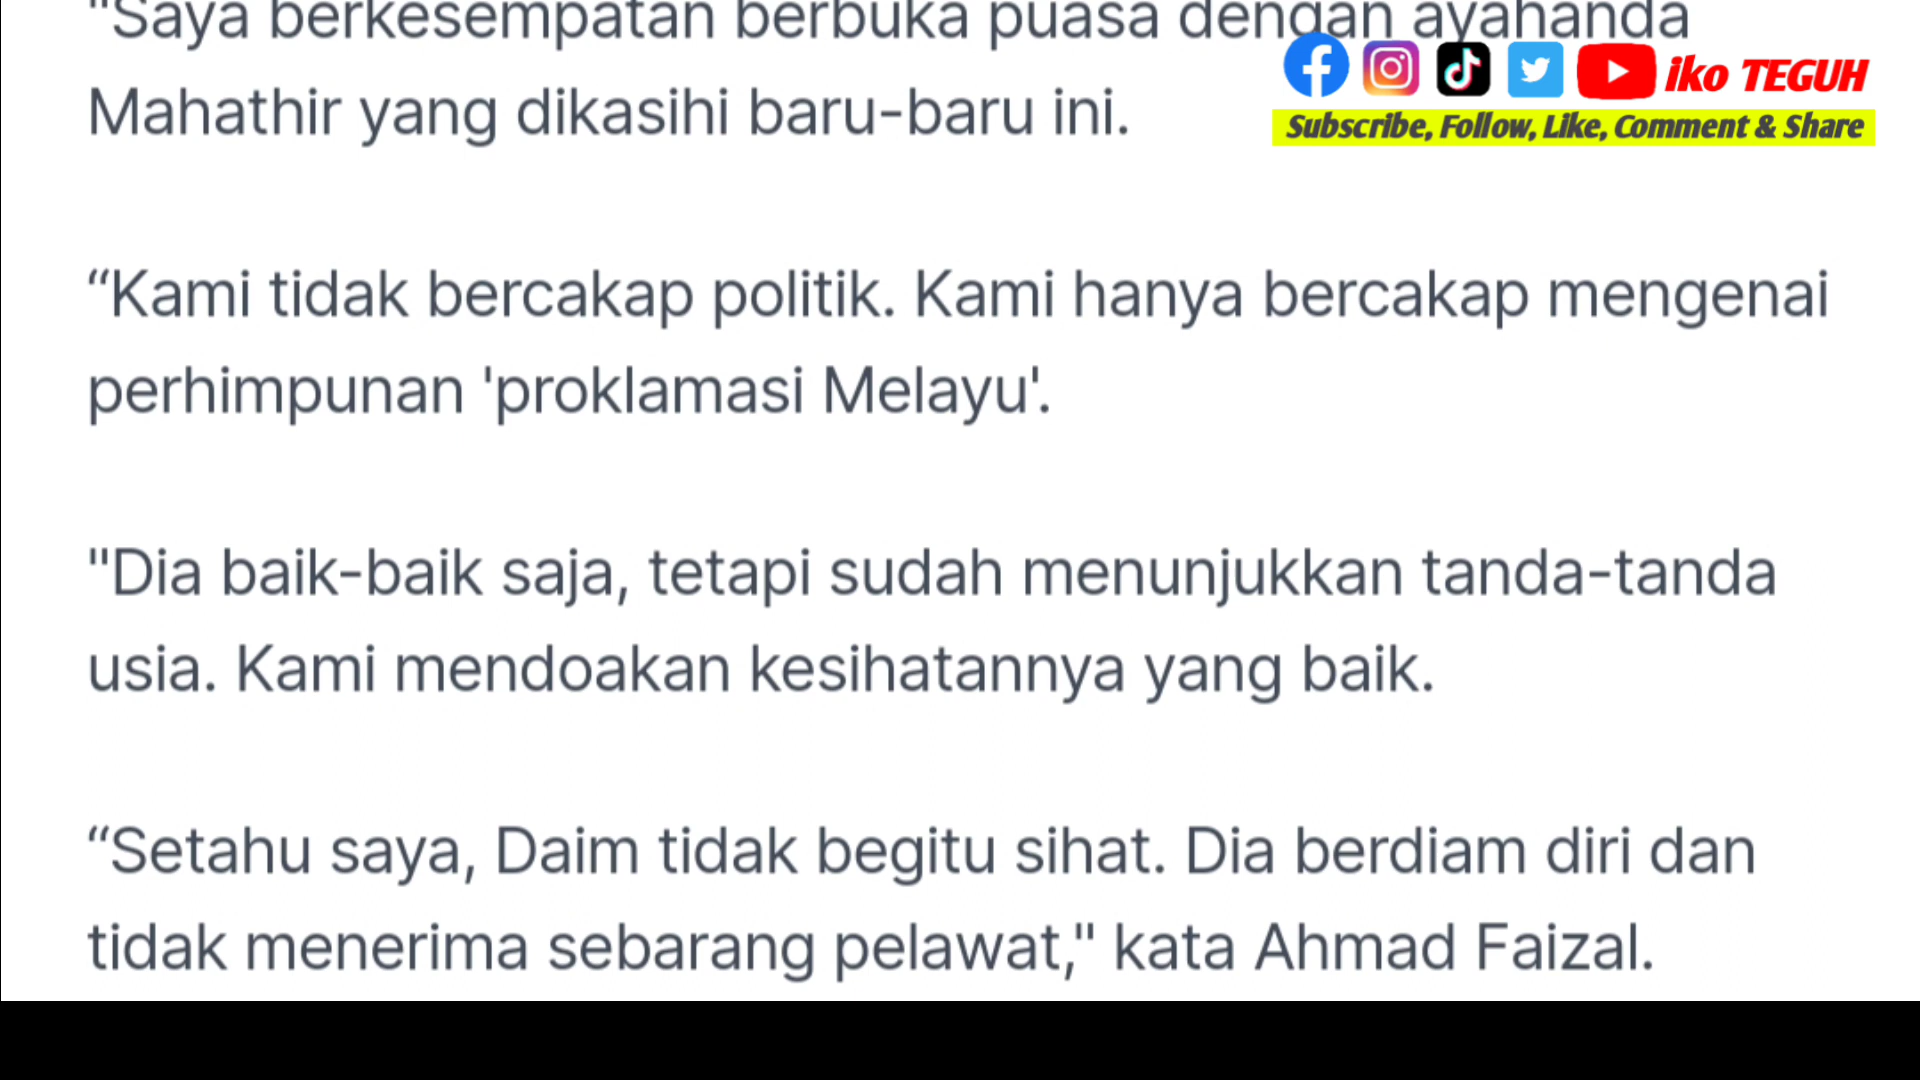 "Saya berkesempatan berbuka puasa dengan ayahanda
Mahathir yang dikasihi baru-baru ini.
iko TEGUH
Subscribe, Follow, Like, Comment & Share
“Kami tidak bercakap politik. Kami hanya bercakap mengenai
perhimpunan 'proklamasi Melayu'.
"Dia baik-baik saja, tetapi sudah menunjukkan tanda-tanda
usia. Kami mendoakan kesihatannya yang baik.
“Setahu saya, Daim tidak begitu sihat. Dia berdiam diri dan
tidak menerima sebarang pelawat," kata Ahmad Faizal.